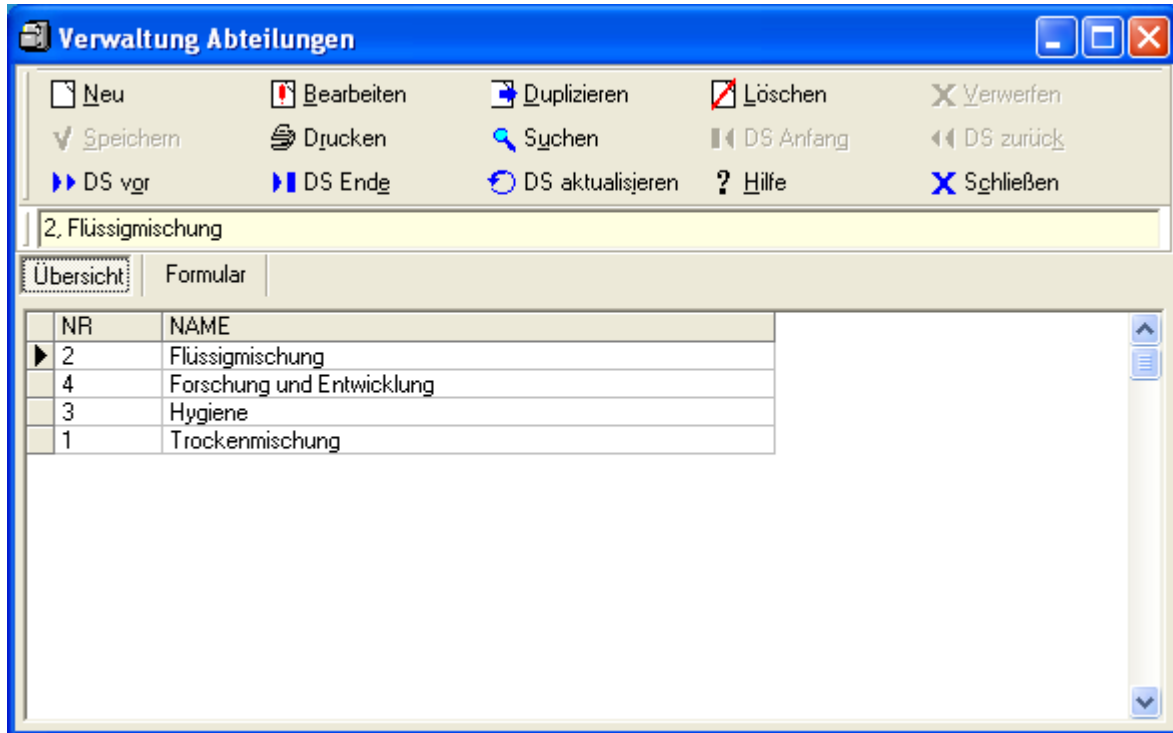 Verwaltung Abteilungen
Neu Bearbeiten Duplizieren Löschen Verwerfen
Speichern Drucken Suchen DS Anfang DS zurück
DS vor DS Ende DS aktualisieren ? Hilfe Schließen
2, Flüssigmischung
Übersicht Formular
NR NAME
2 Flüssigmischung
4 Forschung und Entwicklung
3 Hygiene
1 Trockenmischung